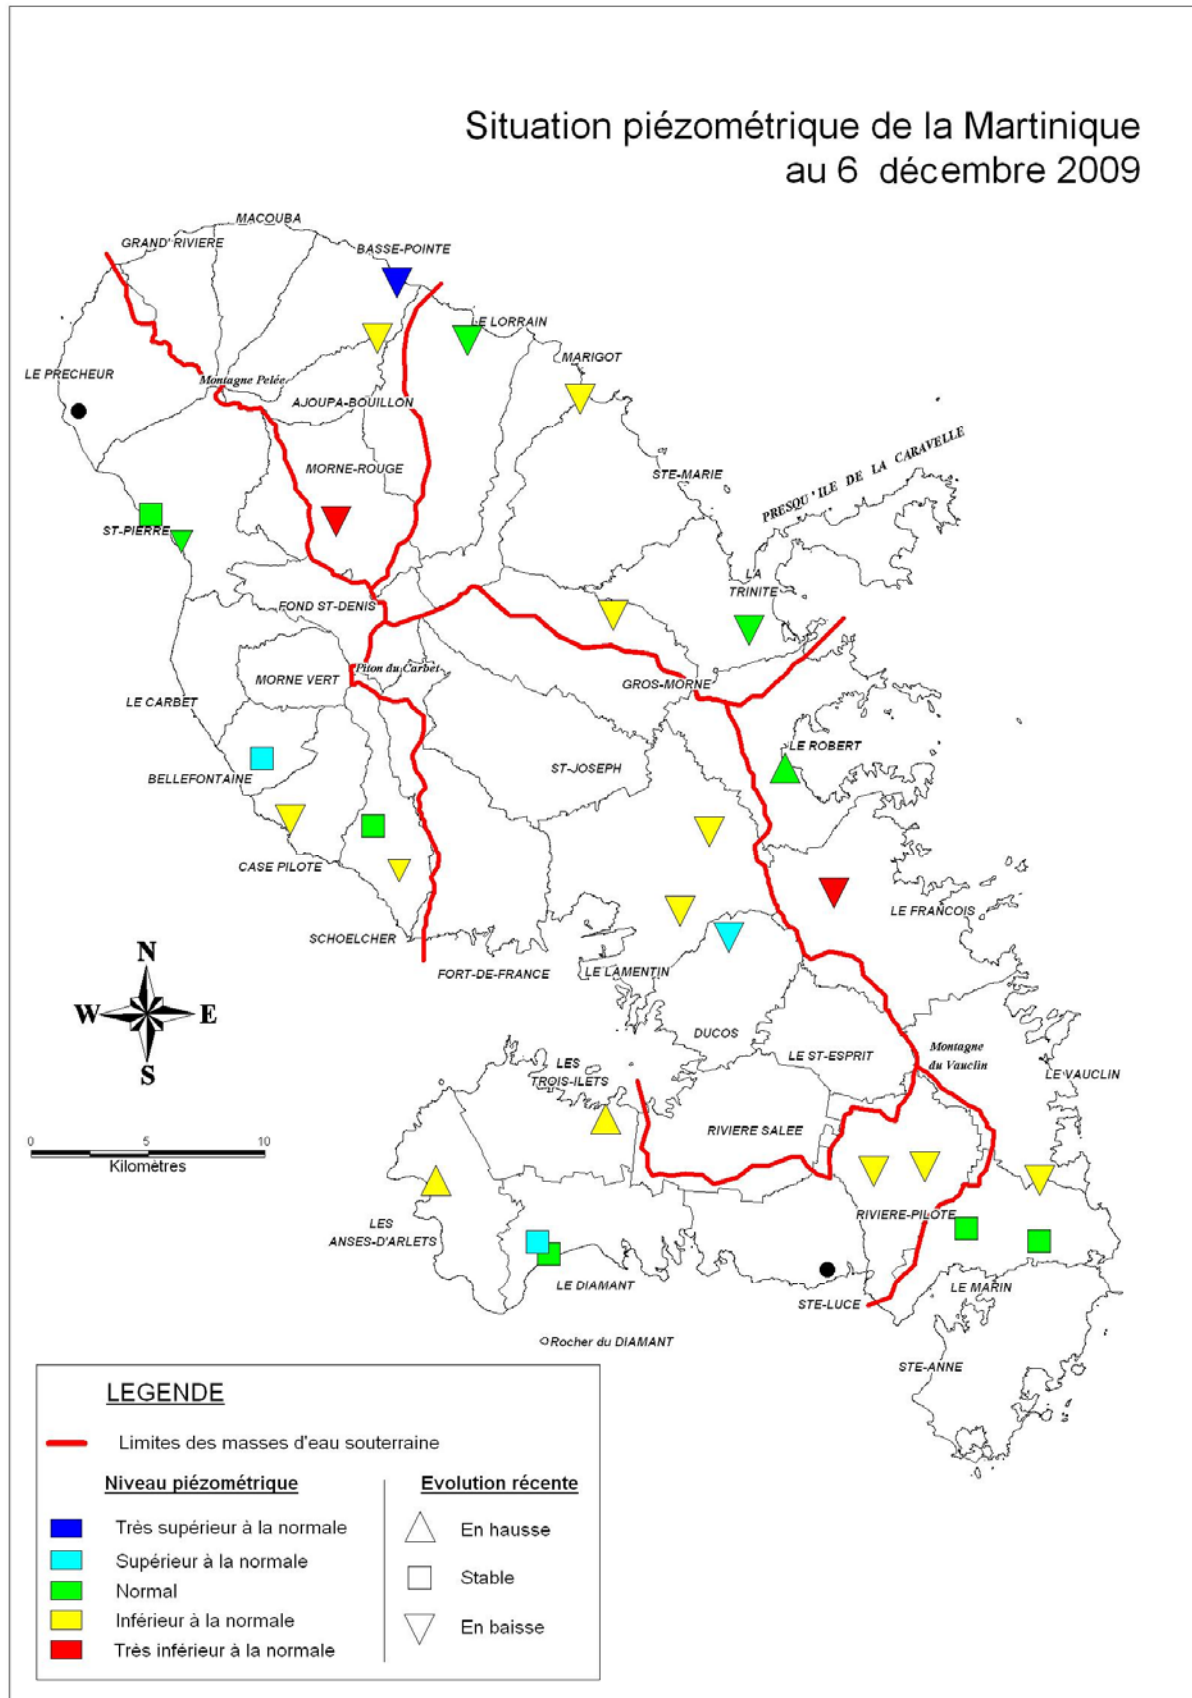 Situation piézométrique de la Martinique
au 6 décembre 2009
MACOUBA
GRAND' RIVIERE
BASSE-POINTE
LE LORRAIN
MARIGOT
LE PRECHEUR
Montagne Pelée
AJOUPA-BOUILLON
MORNE-ROUGE
STE-MARIE
PRESQU'ILE DE LA CARAVELLE
ST-PIERRE
LA
TRINITE
FOND ST-DENIS
Piton du Carbet
MORNE VERT
GROS-MORNE
LE CARBET
LE ROBERT
ST-JOSEPH
BELLEFONTAINE
CASE PILOTE
LE FRANCOIS
SCHOELCHER
FORT-DE-FRANCE
LE LAMENTIN
N
W
E
S
DUCOS
LE ST-ESPRIT
Montagne
du Vauclin
LE VAUCLIN
LES
TROIS-ILETS
RIVIERE SALEE
0
5
10
Kilomètres
RIVIERE-PILOTE
LES
ANSES-D'ARLETS
LE DIAMANT
LE MARIN
STE-LUCE
Rocher du DIAMANT
STE-ANNE
LEGENDE
Limites des masses d'eau souterraine
Niveau piézométrique
Très supérieur à la normale
Supérieur à la normale
Normal
Inférieur à la normale
Très inférieur à la normale
Evolution récente
En hausse
Stable
En baisse